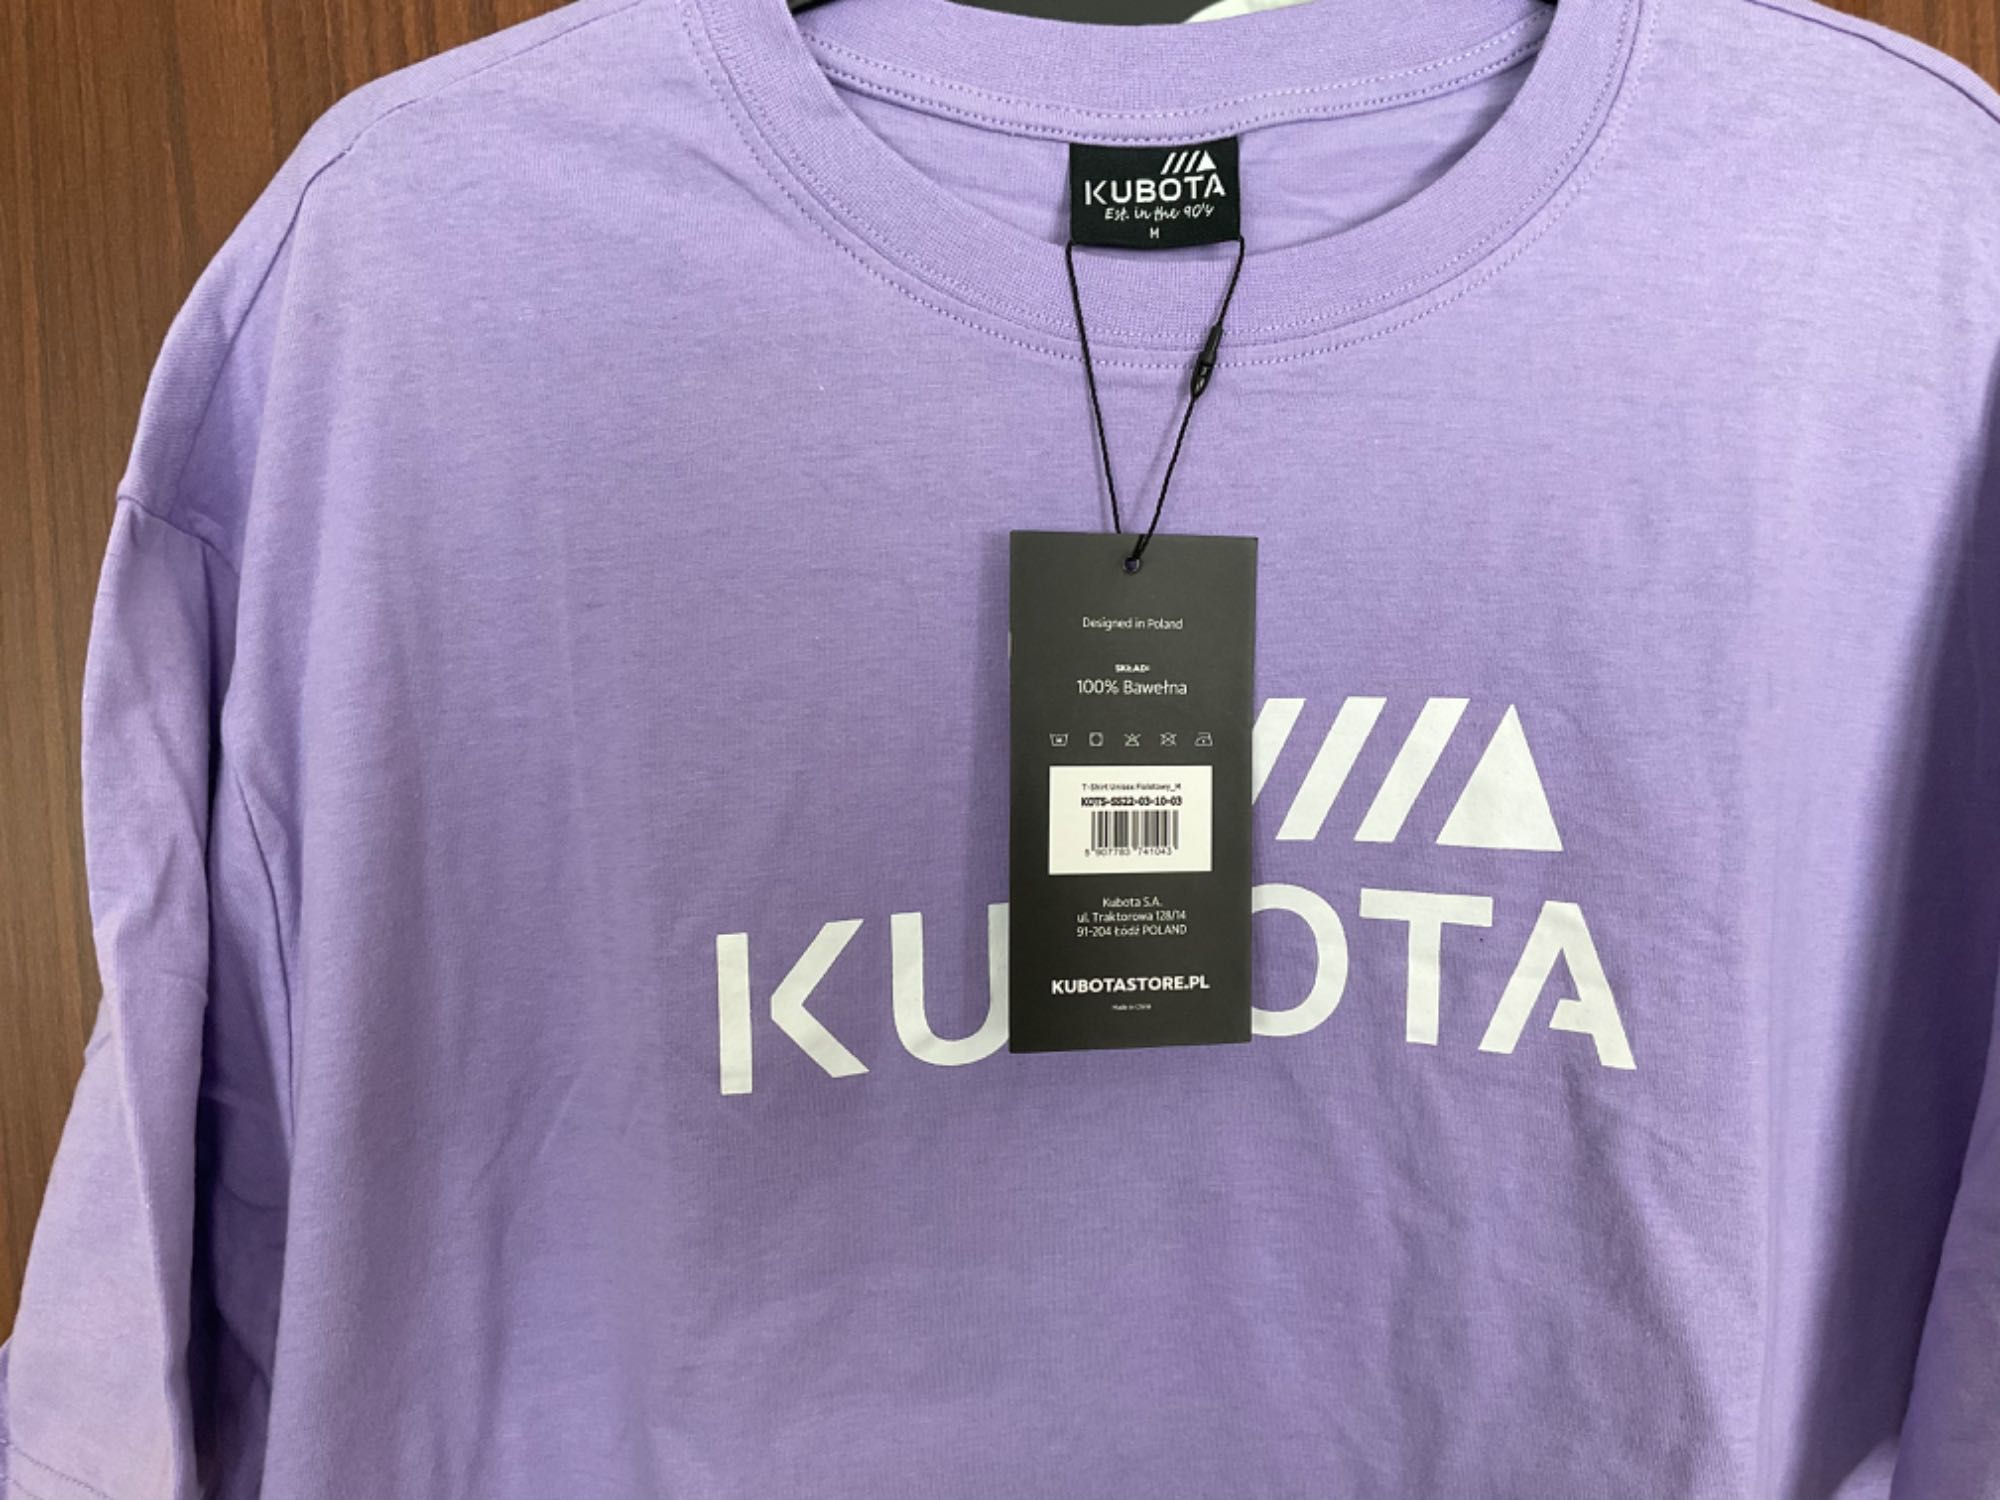 KUBOTA
Est. in the 90's
M
Designed in Poland
SKŁAD:
100% Bawełna
T-Shirt Unisex Fioletowy_M
KOTS-SS22-03-10-03
5 907780 741043
Kubota S.A.
ul. Traktorowa 128/14
91-204 Łódź POLAND
KUBOTASTORE.PL
Made in China
KU OTA